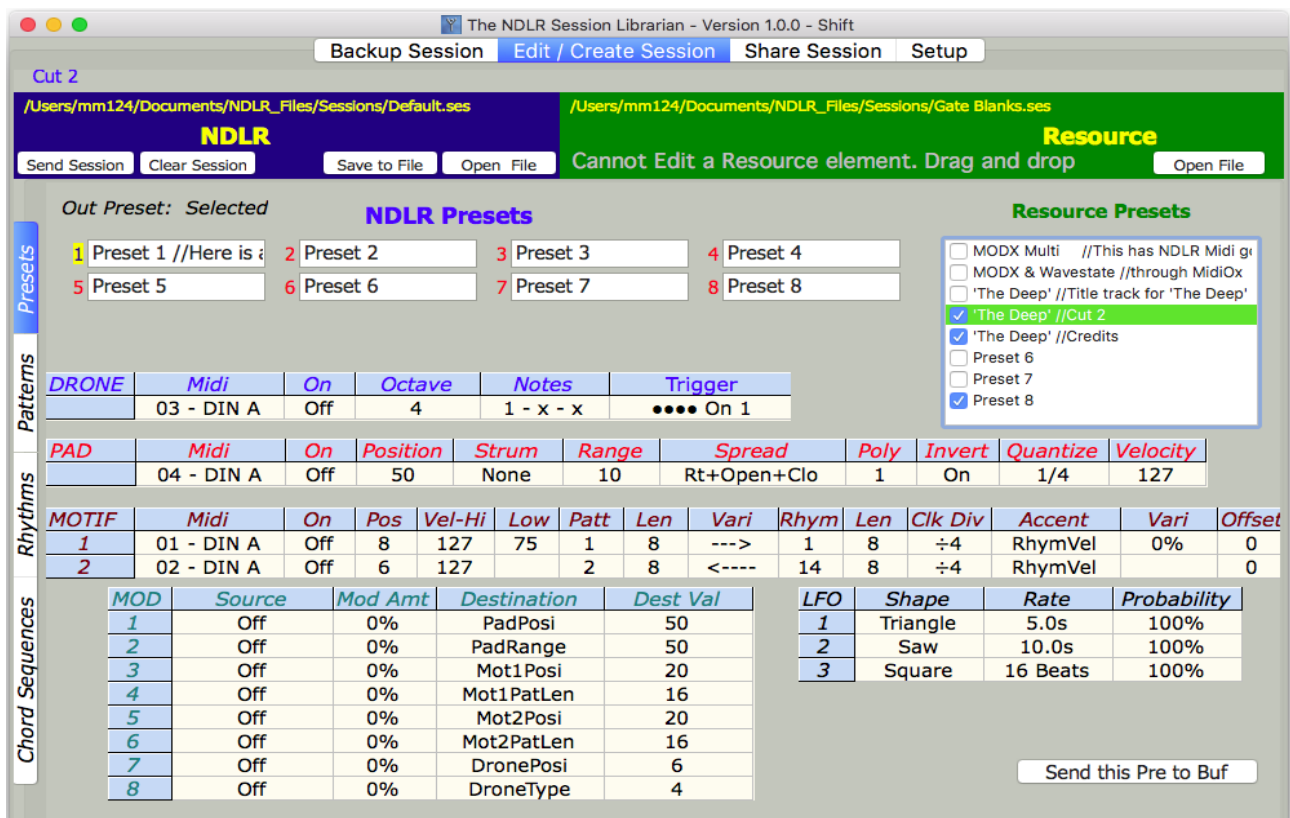 The NDLR Session Librarian - Version 1.0.0 - Shift
Backup Session Edit / Create Session Share Session Setup
Cut 2
/Users/mm124/Documents/NDLR_Files/Sessions/Default.ses /Users/mm124/Documents/NDLR_Files/Sessions/Gate Blanks.ses
NDLR Resource
Send Session Clear Session Save to File Open File Cannot Edit a Resource element. Drag and drop Open File
Out Preset: Selected NDLR Presets Resource Presets
1 Preset 1 //Here is 2 Preset 2 3 Preset 3 4 Preset 4
5 Preset 5 6 Preset 6 7 Preset 7 8 Preset 8
MODX Multi //This has NDLR Midi
MODX & Wavestate //through MidiOx
'The Deep' //Title track for 'The Deep'
'The Deep' //Cut 2
'The Deep' //Credits
Preset 6
Preset 7
Preset 8
Presets
Patterns
Rhythms
Chord Sequences
DRONE Midi On Octave Notes Trigger
03 - DIN A Off 4 1 - x - x ●●●● On 1
PAD Midi On Position Strum Range Spread Poly Invert Quantize Velocity
04 - DIN A Off 50 None 10 Rt+Open+Clo 1 On 1/4 127
MOTIF Midi On Pos Vel-Hi Low Patt Len Vari Rhym Len Clk Div Accent Vari Offset
1 01 - DIN A Off 8 127 75 1 8 ---> 1 8 ÷4 RhymVel 0% 0
2 02 - DIN A Off 6 127 2 8 <---- 14 8 ÷4 RhymVel 0
MOD Source Mod Amt Destination Dest Val
1 Off 0% PadPosi 50
2 Off 0% PadRange 50
3 Off 0% Mot1Posi 20
4 Off 0% Mot1PatLen 16
5 Off 0% Mot2Posi 20
6 Off 0% Mot2PatLen 16
7 Off 0% DronePosi 6
8 Off 0% DroneType 4
LFO Shape Rate Probability
1 Triangle 5.0s 100%
2 Saw 10.0s 100%
3 Square 16 Beats 100%
Send this Pre to Buf